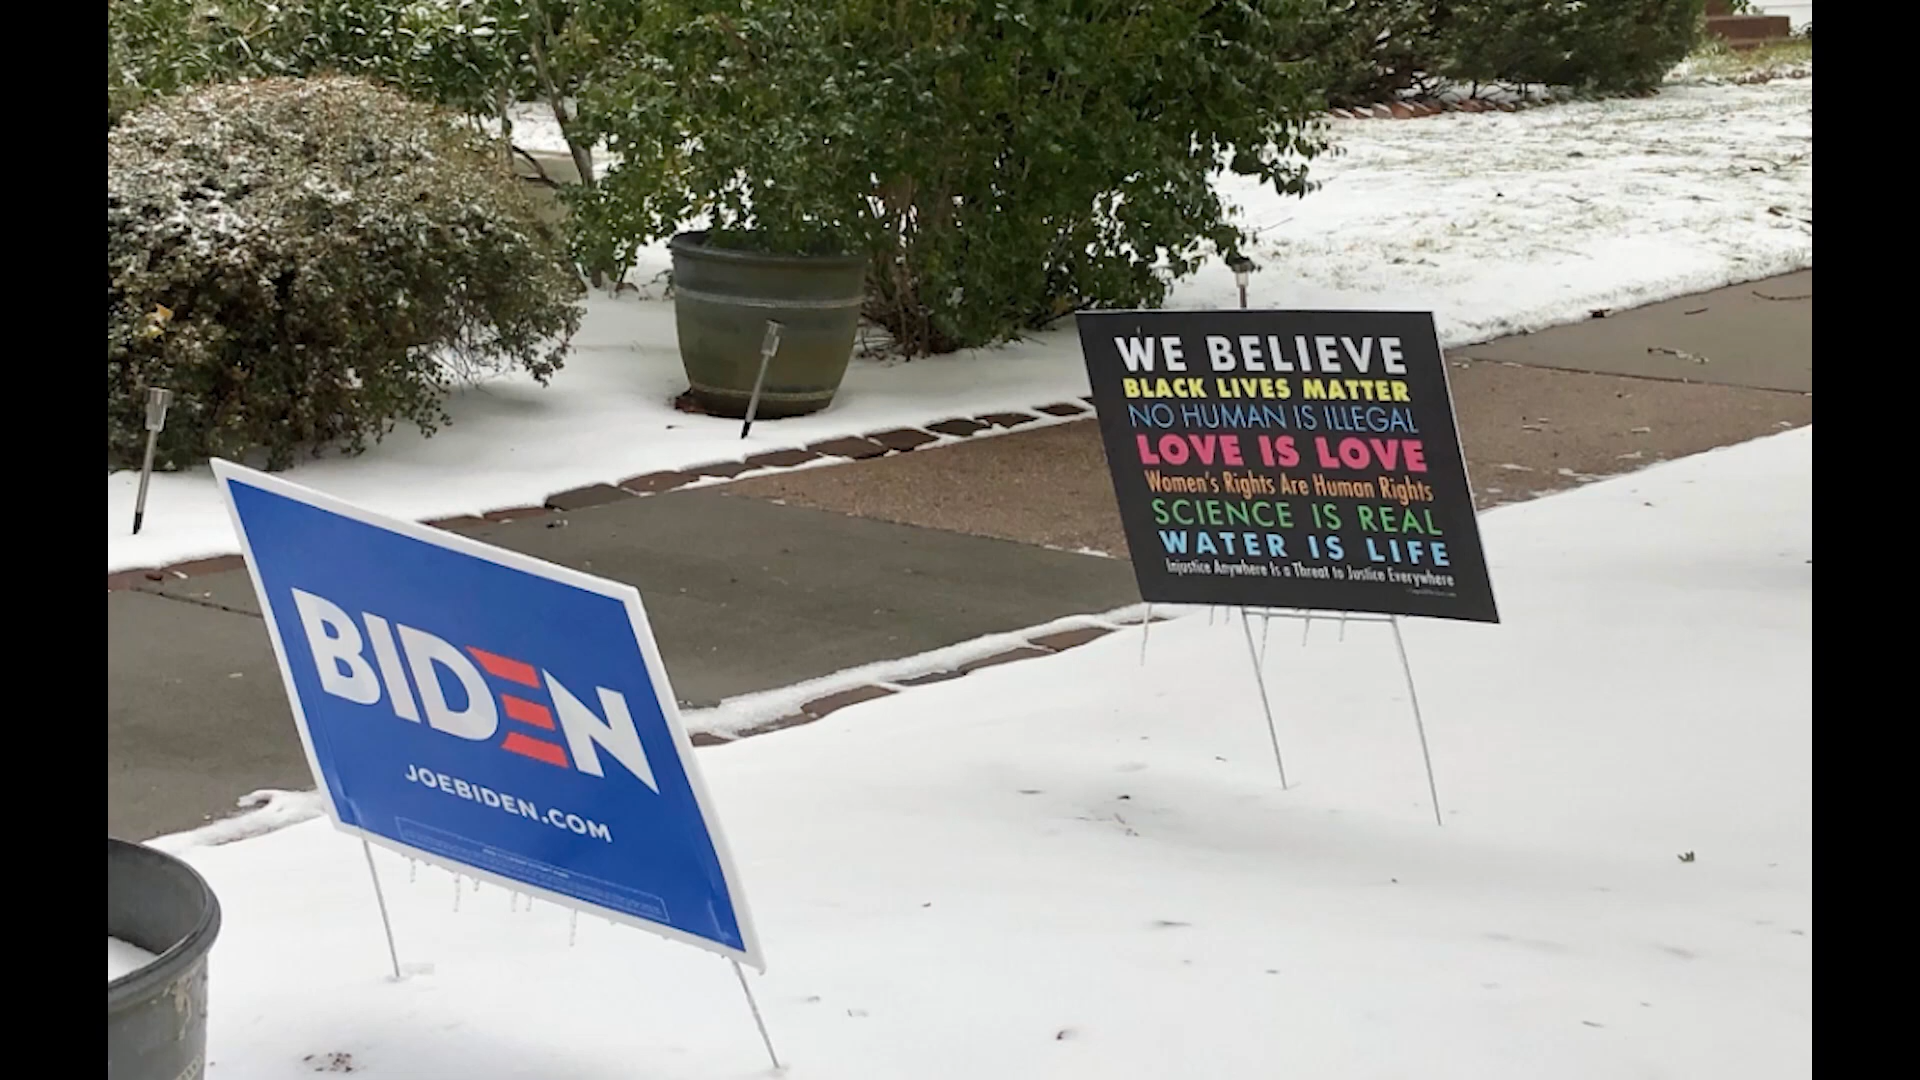 BIDEN
JOEBIDEN.COM
WE BELIEVE
BLACK LIVES MATTER
NO HUMAN IS ILLEGAL
LOVE IS LOVE
Women's Rights Are Human Rights
SCIENCE IS REAL
WATER IS LIFE
Injustice Anywhere Is a Threat to Justice Everywhere